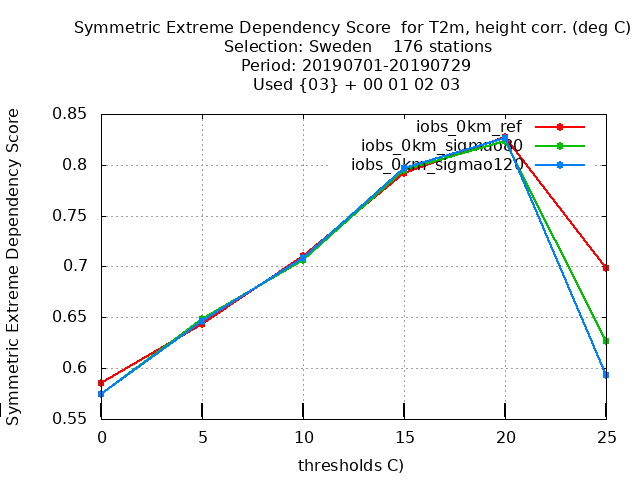 Symmetric Extreme Dependency Score  for T2m, height corr. (deg C)
Selection: Sweden    176 stations
Period: 20190701-20190729
Used {03} + 00 01 02 03
Symmetric Extreme Dependency Score
0.85
0.8
0.75
0.7
0.65
0.6
0.55
iobs_0km_ref
iobs_0km_sigmao80
iobs_0km_sigmao120
0 5 10 15 20 25
thresholds C)